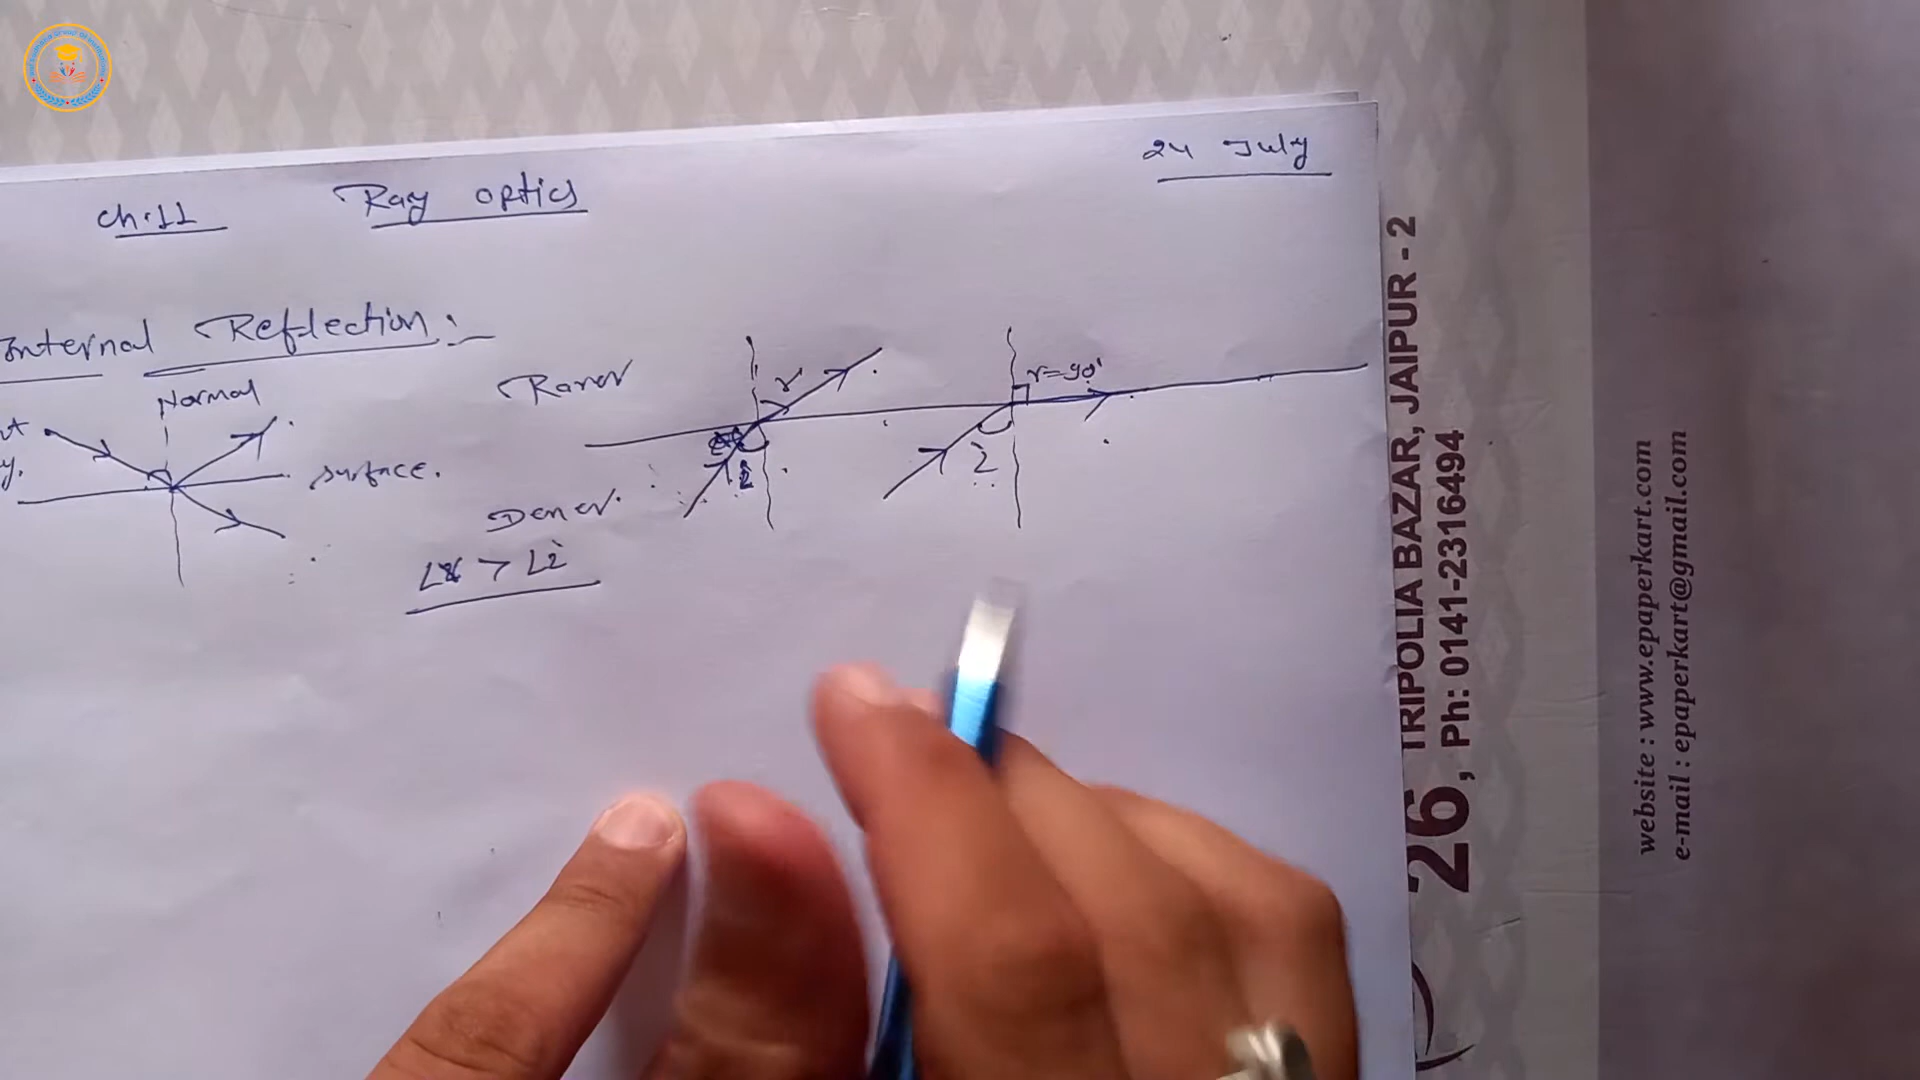 24 July
Ch.11 Ray optics
Internal Reflection:-
Normal
surface.
Rarer
r
r=90°
i
i
Denser.
∠r > ∠i
26, TRIPOLIA BAZAR, JAIPUR - 2
Ph: 0141-2316494
website : www.epaperkart.com
e-mail : epaperkart@gmail.com